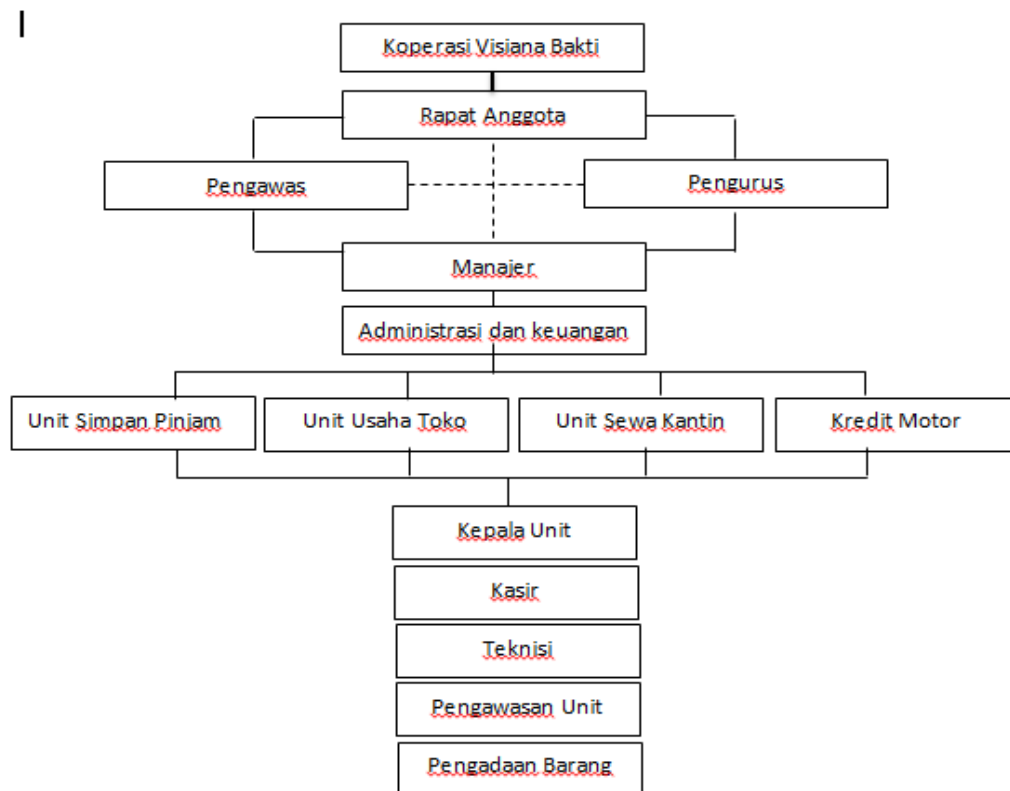 Koperasi Visiana Bakti
Rapat Anggota
Pengawas
Pengurus
Manajer
Administrasi dan keuangan
Unit Simpan Pinjam
Unit Usaha Toko
Unit Sewa Kantin
Kredit Motor
Kepala Unit
Kasir
Teknisi
Pengawasan Unit
Pengadaan Barang